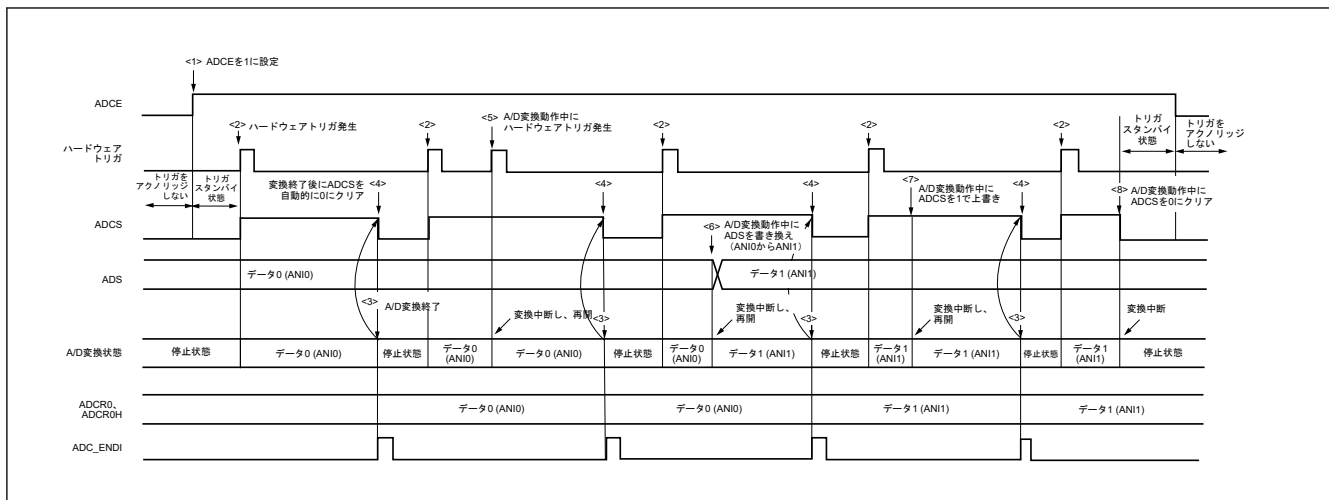 <1> ADCEを1に設定
ADCE
<2> ハードウェアトリガ発生
<2>
<5> A/D変換動作中に
ハードウェアトリガ発生
<2>
<2>
<2>
トリガ
スタンバイ
状態
トリガを
アクノリッジ
しない
ハードウェア
トリガ
トリガを
アクノリッジ
しない
トリガ
スタンバイ
状態
変換終了後にADCSを
自動的に0にクリア
<4>
<4>
<4>
<7>
A/D変換動作中に
ADCSを1で上書き
<4>
<8>
A/D変換動作中に
ADCSを0にクリア
ADCS
<6>
A/D変換動作中に
ADSを書き換え
(ANI0からANI1)
ADS
データ0 (ANI0)
データ1 (ANI1)
<3> A/D変換終了
変換中断し、再開
<3>
変換中断し、
再開
<3>
変換中断し、
再開
<3>
変換中断
A/D変換状態
停止状態
データ0 (ANI0)
停止状態
データ0
(ANI0)
データ0 (ANI0)
停止状態
データ0
(ANI0)
データ1 (ANI1)
停止状態
データ1
(ANI1)
データ1 (ANI1)
停止状態
データ1
(ANI1)
停止状態
ADCR0、
ADCR0H
データ0 (ANI0)
データ0 (ANI0)
データ1 (ANI1)
データ1 (ANI1)
ADC_ENDI